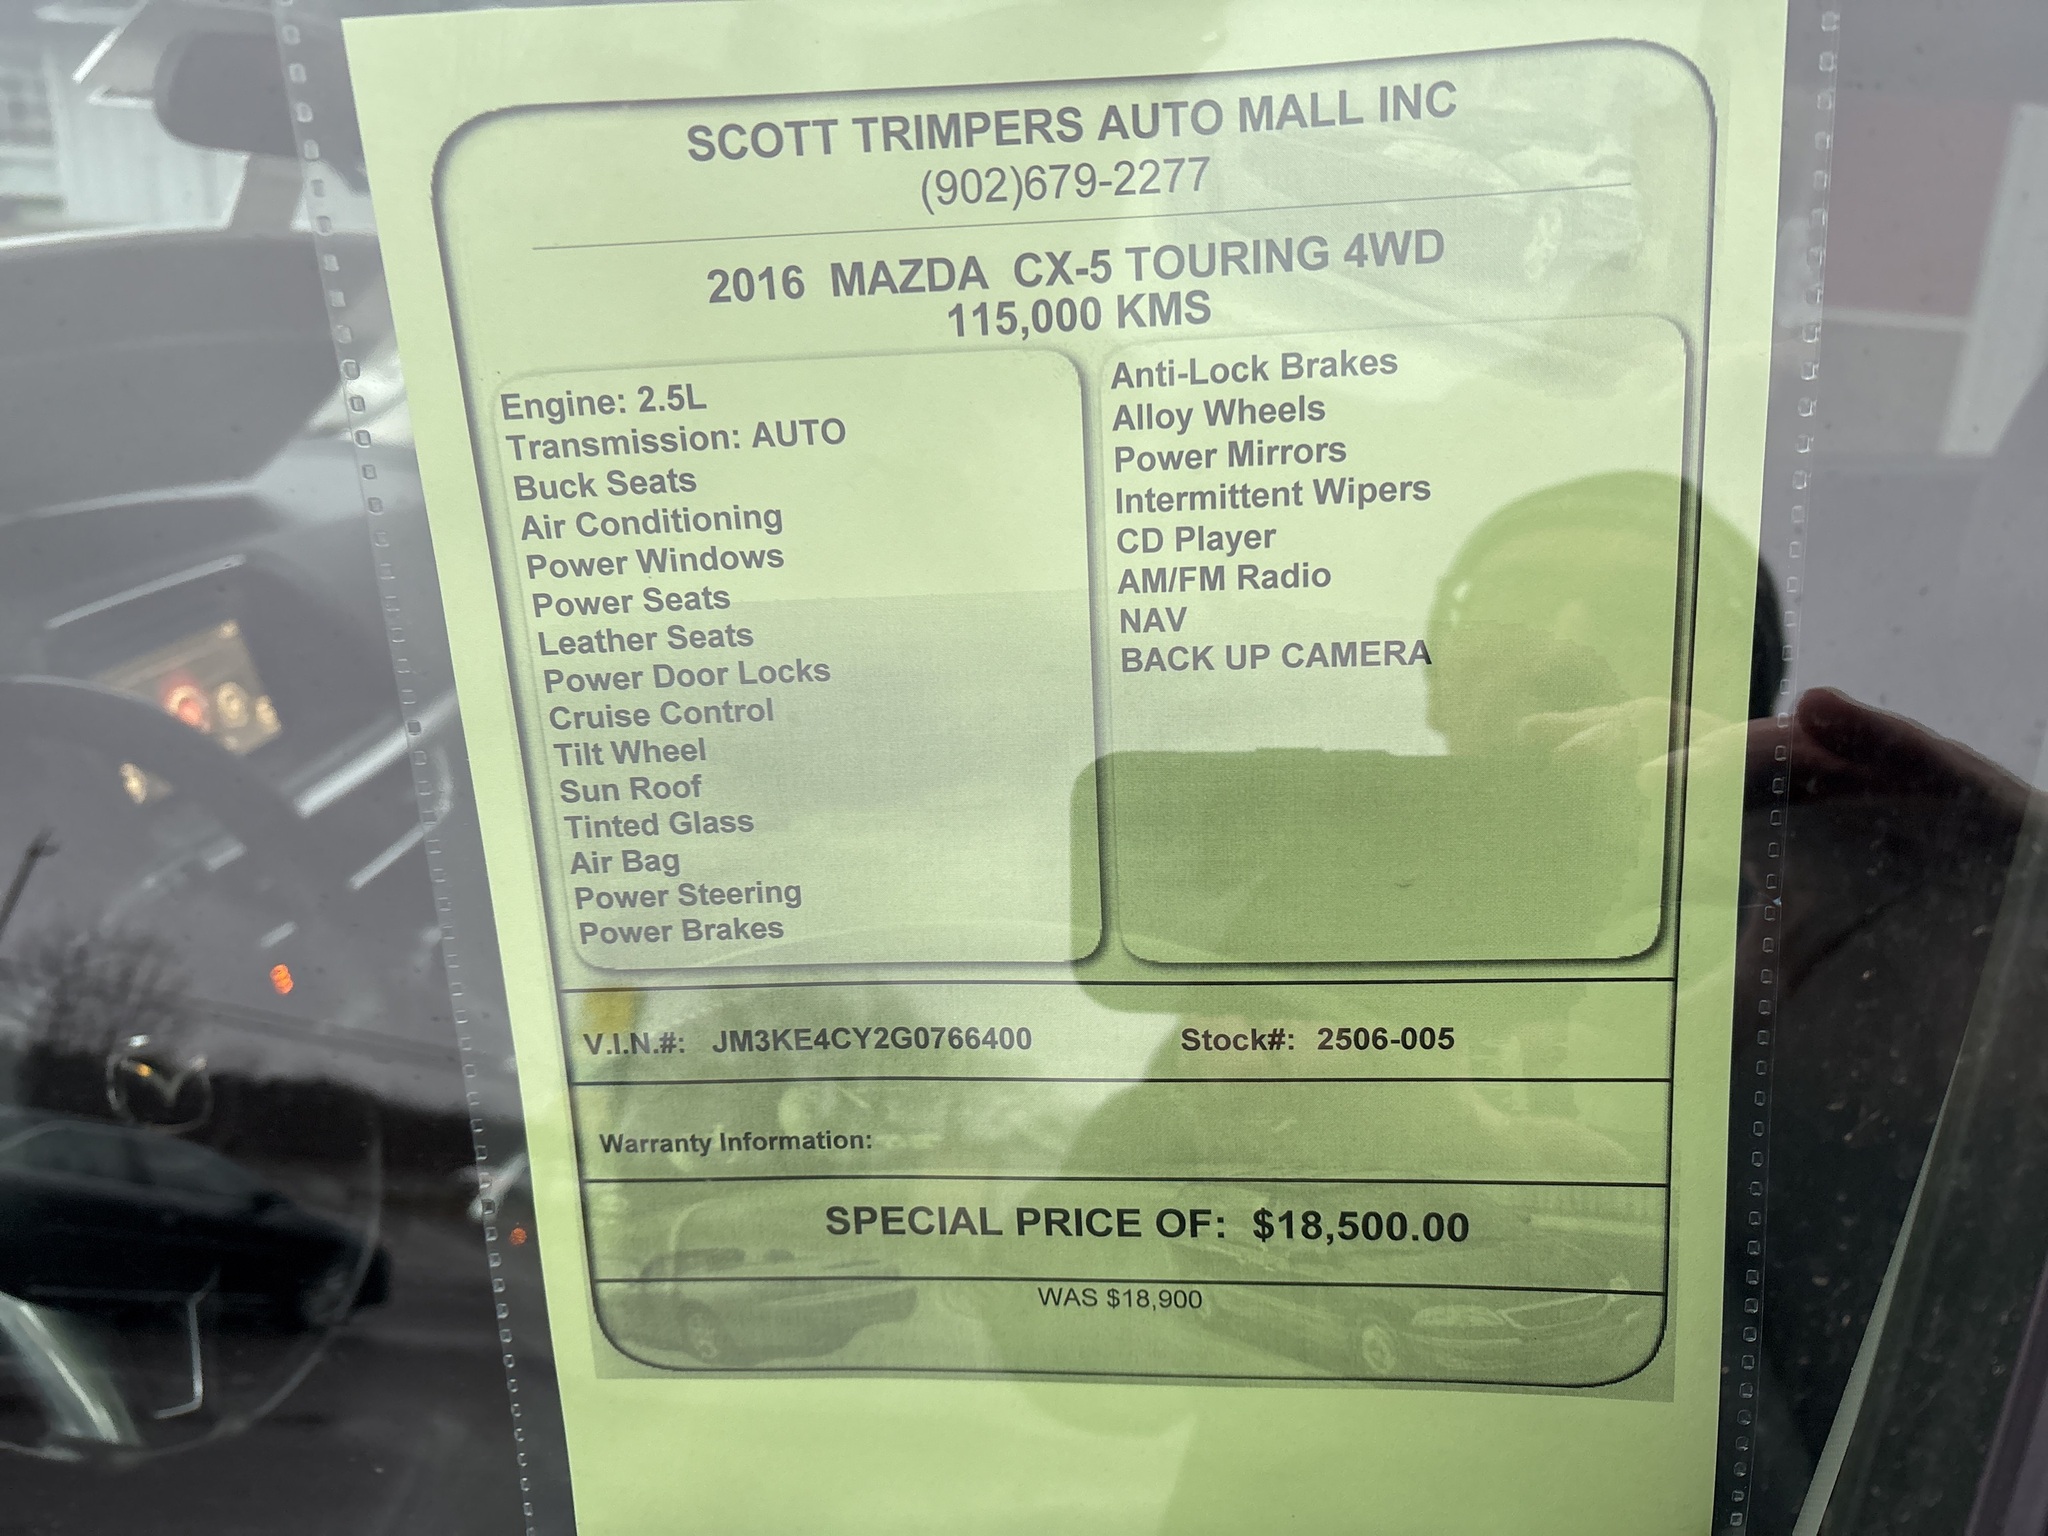 SCOTT TRIMPERS AUTO MALL INC
(902)679-2277
2016 MAZDA CX-5 TOURING 4WD
115,000 KMS
Engine: 2.5L
Transmission: AUTO
Buck Seats
Air Conditioning
Power Windows
Power Seats
Leather Seats
Power Door Locks
Cruise Control
Tilt Wheel
Sun Roof
Tinted Glass
Air Bag
Power Steering
Power Brakes
Anti-Lock Brakes
Alloy Wheels
Power Mirrors
Intermittent Wipers
CD Player
AM/FM Radio
NAV
BACK UP CAMERA
V.I.N.#: JM3KE4CY2G0766400 Stock#: 2506-005
Warranty Information:
SPECIAL PRICE OF: $18,500.00
WAS $18,900